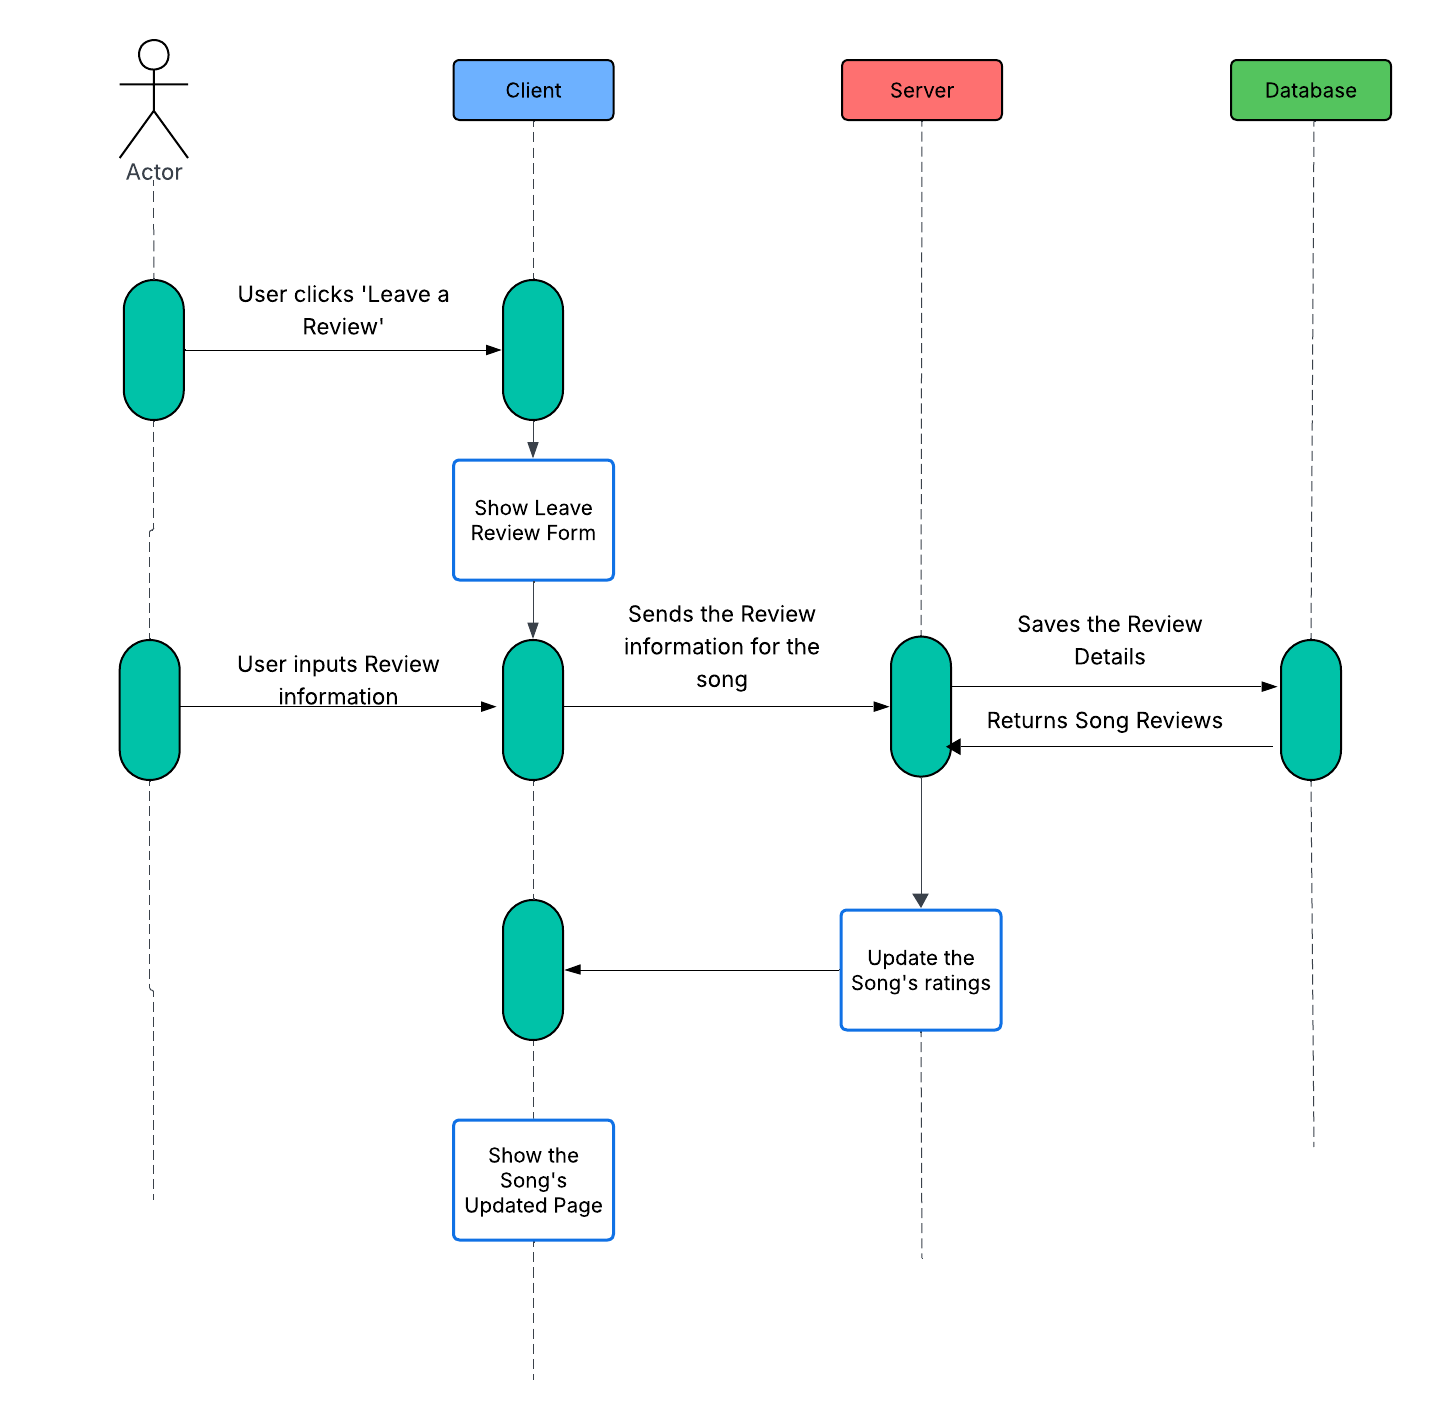 Client
Server
Database
Actor
User clicks 'Leave a
Review'
Show Leave
Review Form
Sends the Review
information for the
song
Saves the Review
Details
User inputs Review
information
Returns Song Reviews
Update the
Song's ratings
Show the
Song's
Updated Page